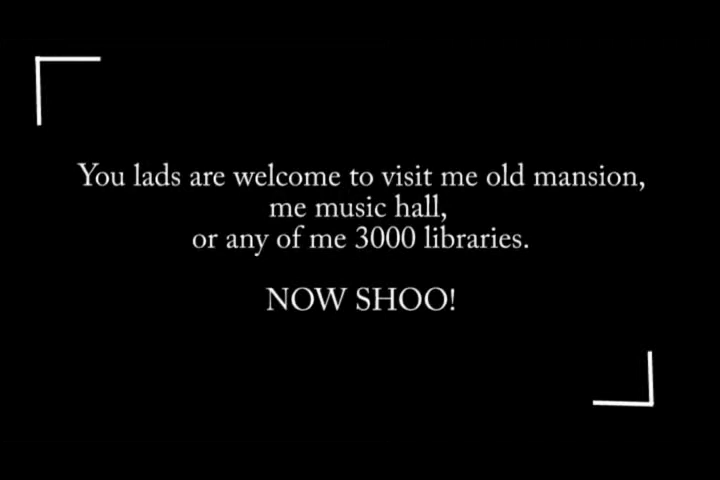 You lads are welcome to visit me old mansion,
me music hall,
or any of me 3000 libraries.
NOW SHOO!